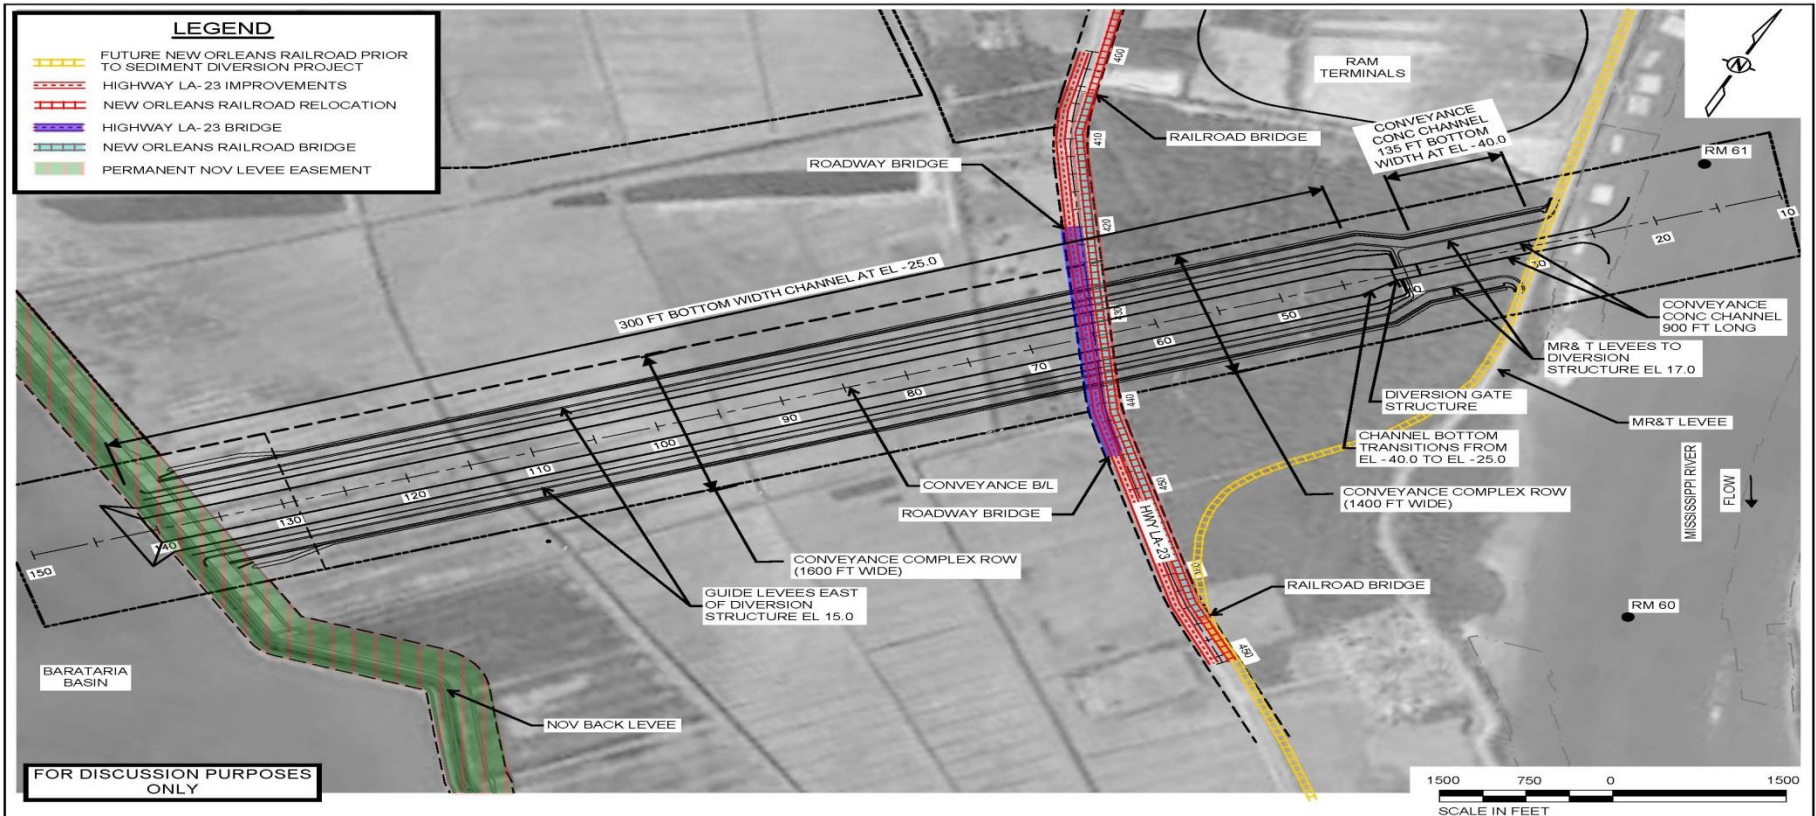 LEGEND
FUTURE NEW ORLEANS RAILROAD PRIOR
TO SEDIMENT DIVERSION PROJECT
HIGHWAY LA-23 IMPROVEMENTS
NEW ORLEANS RAILROAD RELOCATION
HIGHWAY LA-23 BRIDGE
NEW ORLEANS RAILROAD BRIDGE
PERMANENT NOV LEVEE EASEMENT
RAM
TERMINALS
N
400
410
420
RAILROAD BRIDGE
CONVEYANCE
CONC CHANNEL
135 FT BOTTOM
WIDTH AT EL -40.0
RM 61
ROADWAY BRIDGE
300 FT BOTTOM WIDTH CHANNEL AT EL -25.0
10
20
50
60
70
80
90
100
110
120
130
140
150
440
CONVEYANCE
CONC CHANNEL
900 FT LONG
MR& T LEVEES TO
DIVERSION
STRUCTURE EL 17.0
DIVERSION GATE
STRUCTURE
MR&T LEVEE
CHANNEL BOTTOM
TRANSITIONS FROM
EL -40.0 TO EL -25.0
CONVEYANCE B/L
ROADWAY BRIDGE
CONVEYANCE COMPLEX ROW
(1400 FT WIDE)
MISSISSIPPI RIVER
FLOW
HWY LA-23
CONVEYANCE COMPLEX ROW
(1600 FT WIDE)
GUIDE LEVEES EAST
OF DIVERSION
STRUCTURE EL 15.0
RAILROAD BRIDGE
RM 60
450
BARATARIA
BASIN
NOV BACK LEVEE
FOR DISCUSSION PURPOSES
ONLY
1500 750 0 1500
SCALE IN FEET